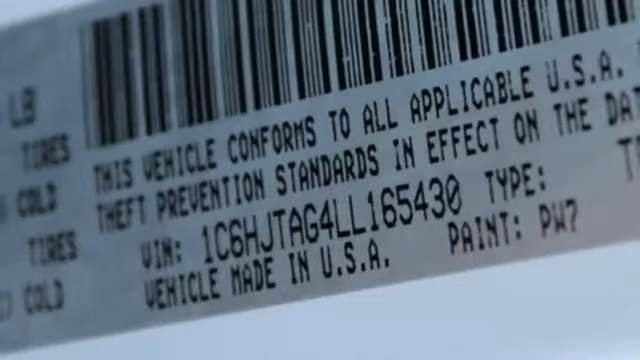 LB
TIRES
COLD
TIRES
COLD
THIS VEHICLE CONFORMS TO ALL APPLICABLE U.S.A.
THEFT PREVENTION STANDARDS IN EFFECT ON THE DAT
VIN: 1C6HJTAG4LL165430 TYPE:
VEHICLE MADE IN U.S.A. PAINT: PW7